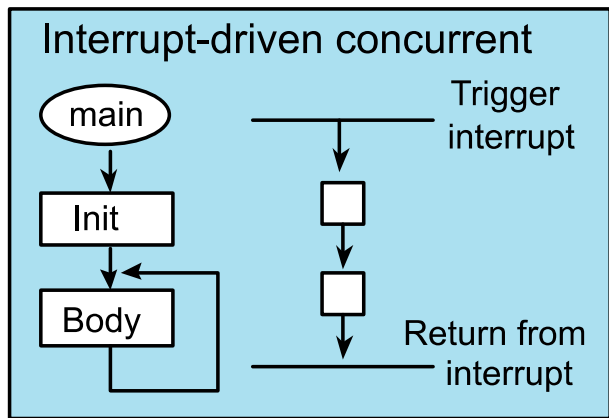 Interrupt-driven concurrent
main
Init
Body
Trigger
interrupt
Return from
interrupt